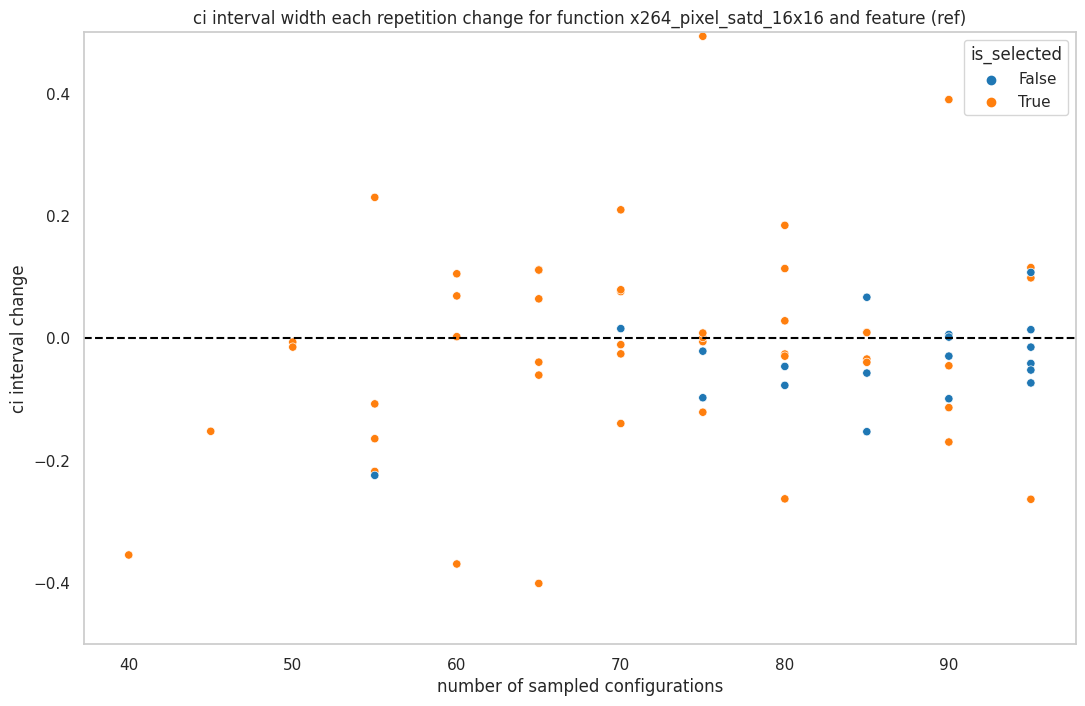 ci interval width each repetition change for function x264_pixel_satd_16x16 and feature (ref)
is_selected
False
True
0.4
0.2
0.0
−0.2
−0.4
ci interval change
40
50
60
70
80
90
number of sampled configurations